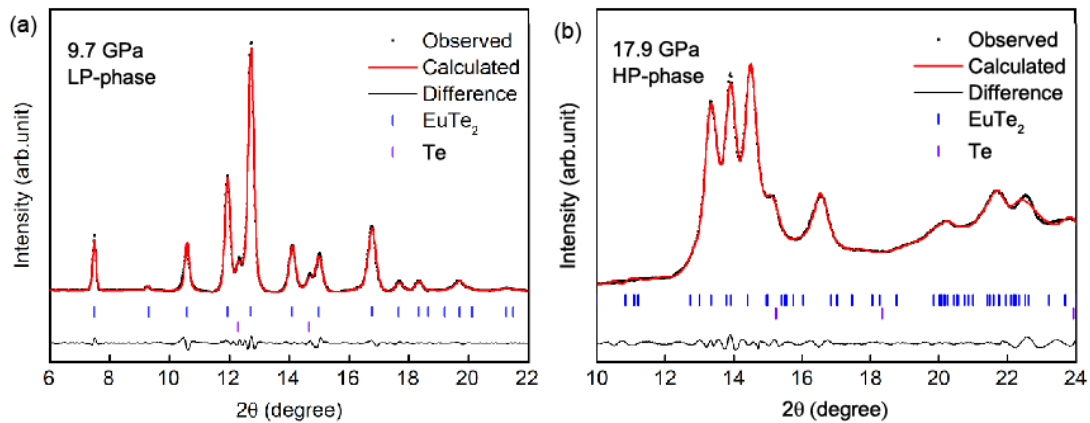 (a)
9.7 GPa
LP-phase
Observed
Calculated
Difference
EuTe₂
Te
Intensity (arb.unit)
6 8 10 12 14 16 18 20 22
2θ (degree)
(b)
17.9 GPa
HP-phase
Observed
Calculated
Difference
EuTe₂
Te
Intensity (arb.unit)
10 12 14 16 18 20 22 24
2θ (degree)